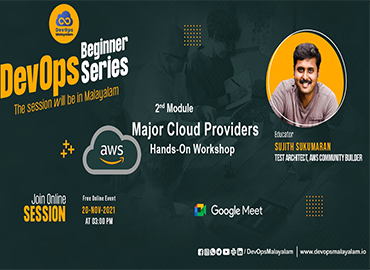 DevOps
Malayalam
Beginner
DevOps Series
The session will be in Malayalam
2nd Module
Major Cloud Providers
Hands-On Workshop
aws
Educator
SUJITH SUKUMARAN
TEST ARCHITECT, AWS COMMUNITY BUILDER
Join Online
SESSION
Free Online Event
20-NOV-2021
AT 03:00 PM
Google Meet
/DevOpsMalayalam | www.devopsmalayalam.io